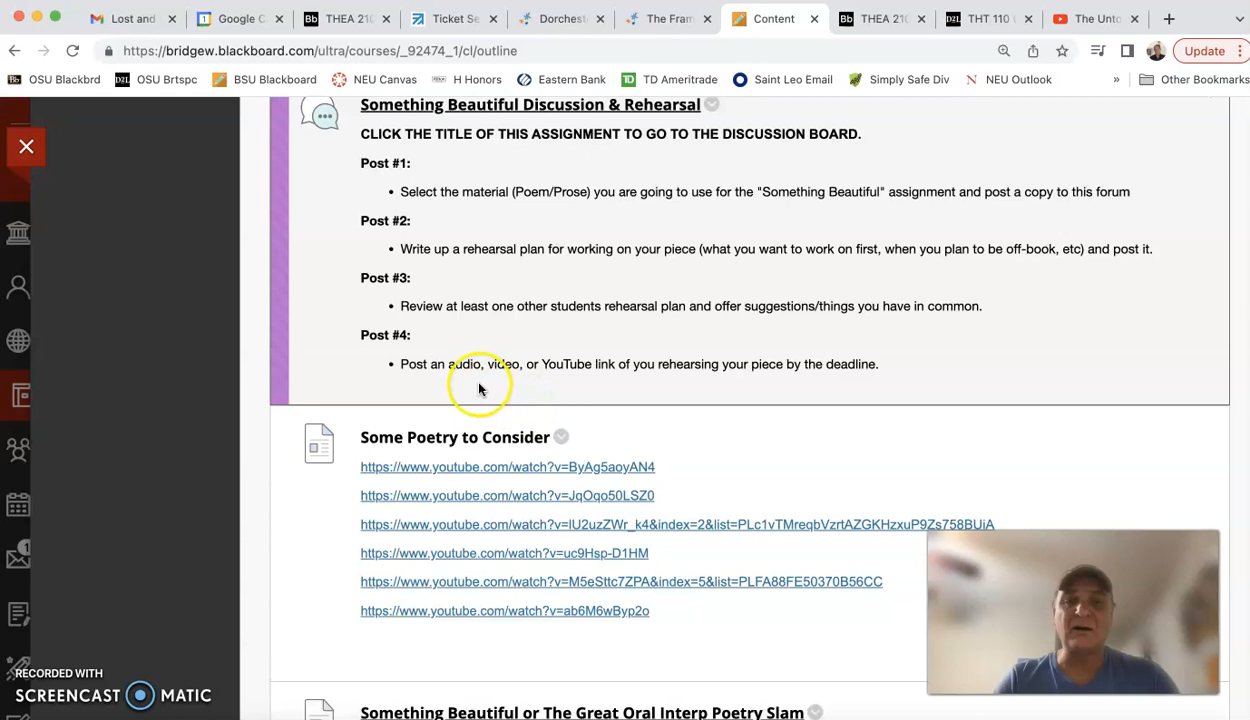 Lost and
Google C
THEA 210
Ticket Se
Dorchest
The Fram
Content
THEA 210
THT 110
The Unto
https://bridgew.blackboard.com/ultra/courses/_92474_1/cl/outline
Update
OSU Blackbrd
OSU Brtspc
BSU Blackboard
NEU Canvas
H Honors
Eastern Bank
TD Ameritrade
Saint Leo Email
Simply Safe Div
NEU Outlook
»
Other Bookmarks
Something Beautiful Discussion & Rehearsal
CLICK THE TITLE OF THIS ASSIGNMENT TO GO TO THE DISCUSSION BOARD.
Post #1:
• Select the material (Poem/Prose) you are going to use for the "Something Beautiful" assignment and post a copy to this forum
Post #2:
• Write up a rehearsal plan for working on your piece (what you want to work on first, when you plan to be off-book, etc) and post it.
Post #3:
• Review at least one other students rehearsal plan and offer suggestions/things you have in common.
Post #4:
• Post an audio, video, or YouTube link of you rehearsing your piece by the deadline.
Some Poetry to Consider
https://www.youtube.com/watch?v=ByAg5aoyAN4
https://www.youtube.com/watch?v=JqOqo50LSZ0
https://www.youtube.com/watch?v=lU2uzZWr_k4&index=2&list=PLc1vTMreqbVzrtAZGKHzxuP9Zs758BUjA
https://www.youtube.com/watch?v=uc9Hsp-D1HM
https://www.youtube.com/watch?v=M5eSttc7ZPA&index=5&list=PLFA88FE50370B56CC
https://www.youtube.com/watch?v=ab6M6wByp2o
1
RECORDED WITH
SCREENCAST MATIC
Something Beautiful or The Great Oral Interp Poetry Slam